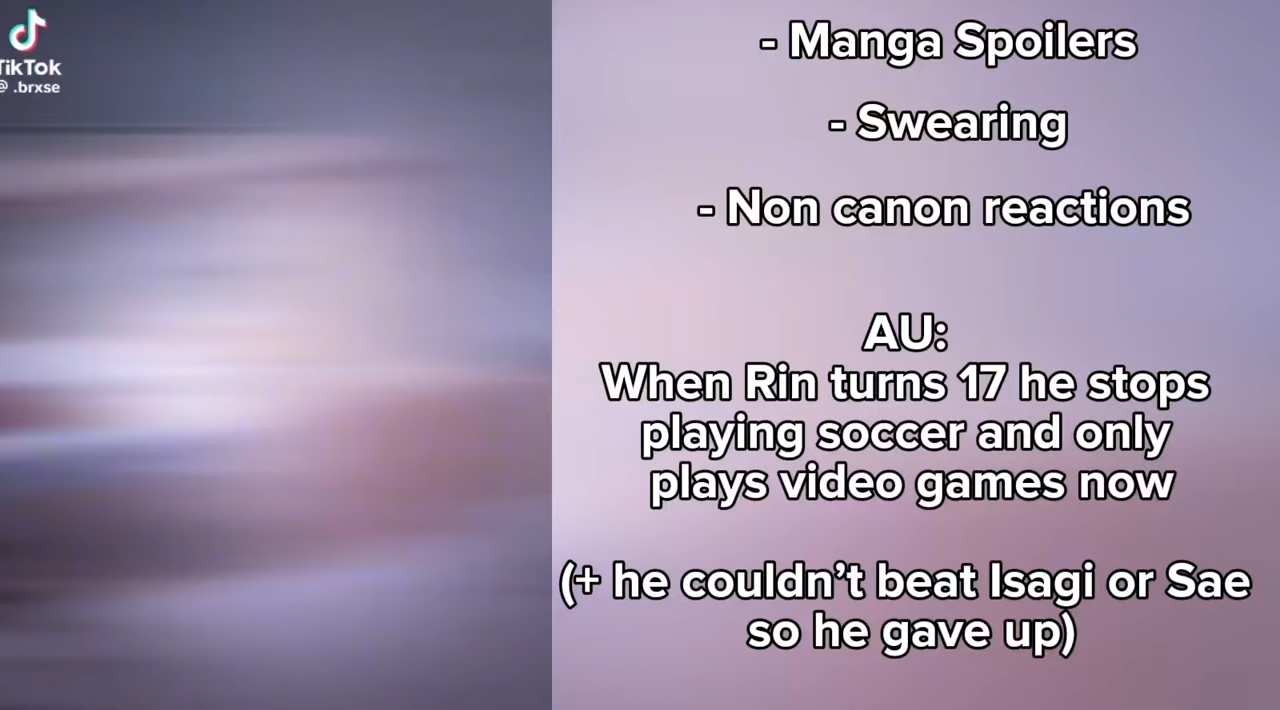 TikTok
@ .brxse
- Manga Spoilers
- Swearing
- Non canon reactions
AU:
When Rin turns 17 he stops
playing soccer and only
plays video games now
(+ he couldn’t beat Isagi or Sae
so he gave up)